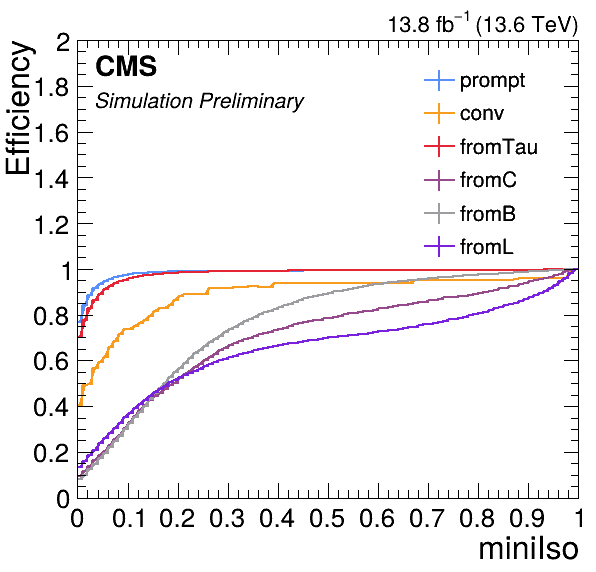 13.8 fb⁻¹ (13.6 TeV)
Efficiency
2
1.8
1.6
1.4
1.2
1
0.8
0.6
0.4
0.2
0
CMS
Simulation Preliminary
prompt
conv
fromTau
fromC
fromB
fromL
0 0.1 0.2 0.3 0.4 0.5 0.6 0.7 0.8 0.9 1
miniIso